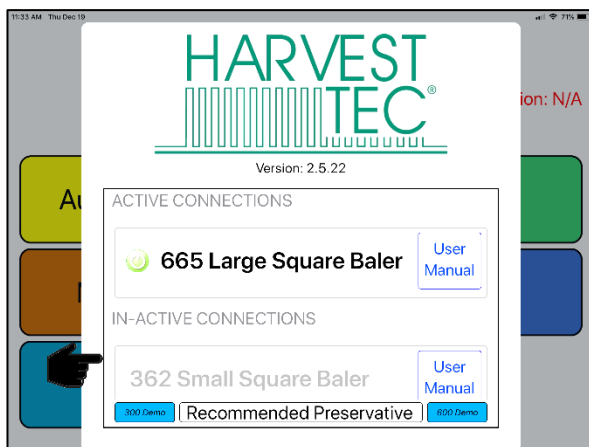 11:33 AM Thu Dec 19
71%
HARVEST
TEC®
ion: N/A
Version: 2.5.22
Au
ACTIVE CONNECTIONS
665 Large Square Baler
User
Manual
IN-ACTIVE CONNECTIONS
362 Small Square Baler
User
Manual
300 Demo
Recommended Preservative
600 Demo